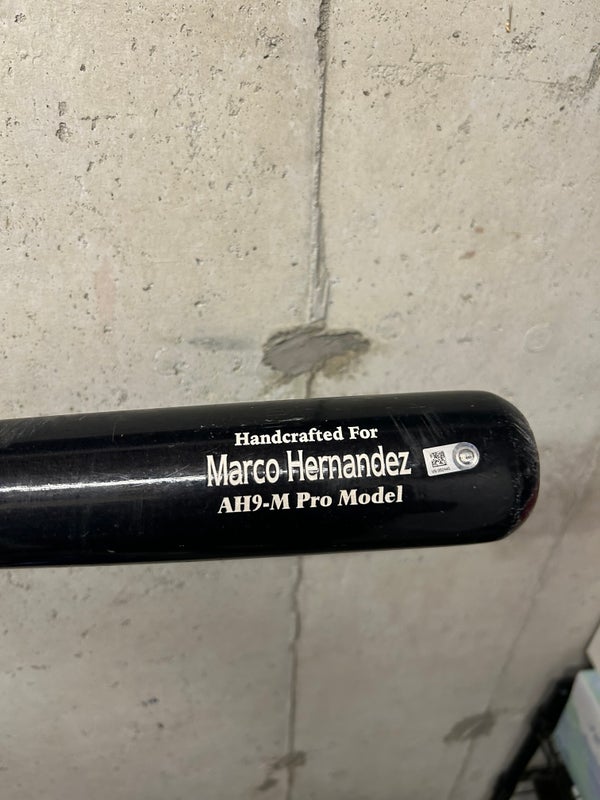 Handcrafted For
Marco Hernandez
AH9-M Pro Model